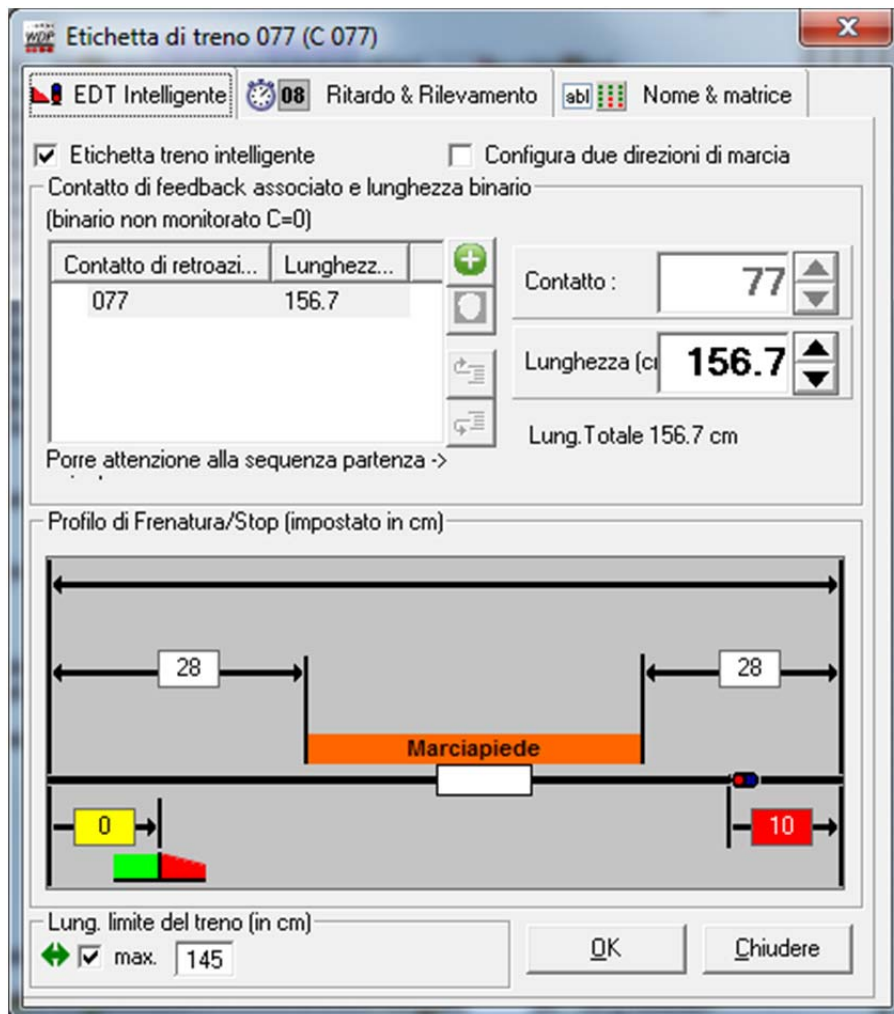 WDP Etichetta di treno 077 (C 077)
EDT Intelligente 08 Ritardo & Rilevamento abl Nome & matrice
Etichetta treno intelligente Configura due direzioni di marcia
Contatto di feedback associato e lunghezza binario
(binario non monitorato C=0)
Contatto di retroazi... Lunghezz...
077 156.7
Contatto : 77
Lunghezza (ci 156.7
Lung.Totale 156.7 cm
Porre attenzione alla sequenza partenza ->
Profilo di Frenatura/Stop (impostato in cm)
28 28
Marciapiede
0 10
Lung. limite del treno (in cm)
max. 145
OK Chiudere